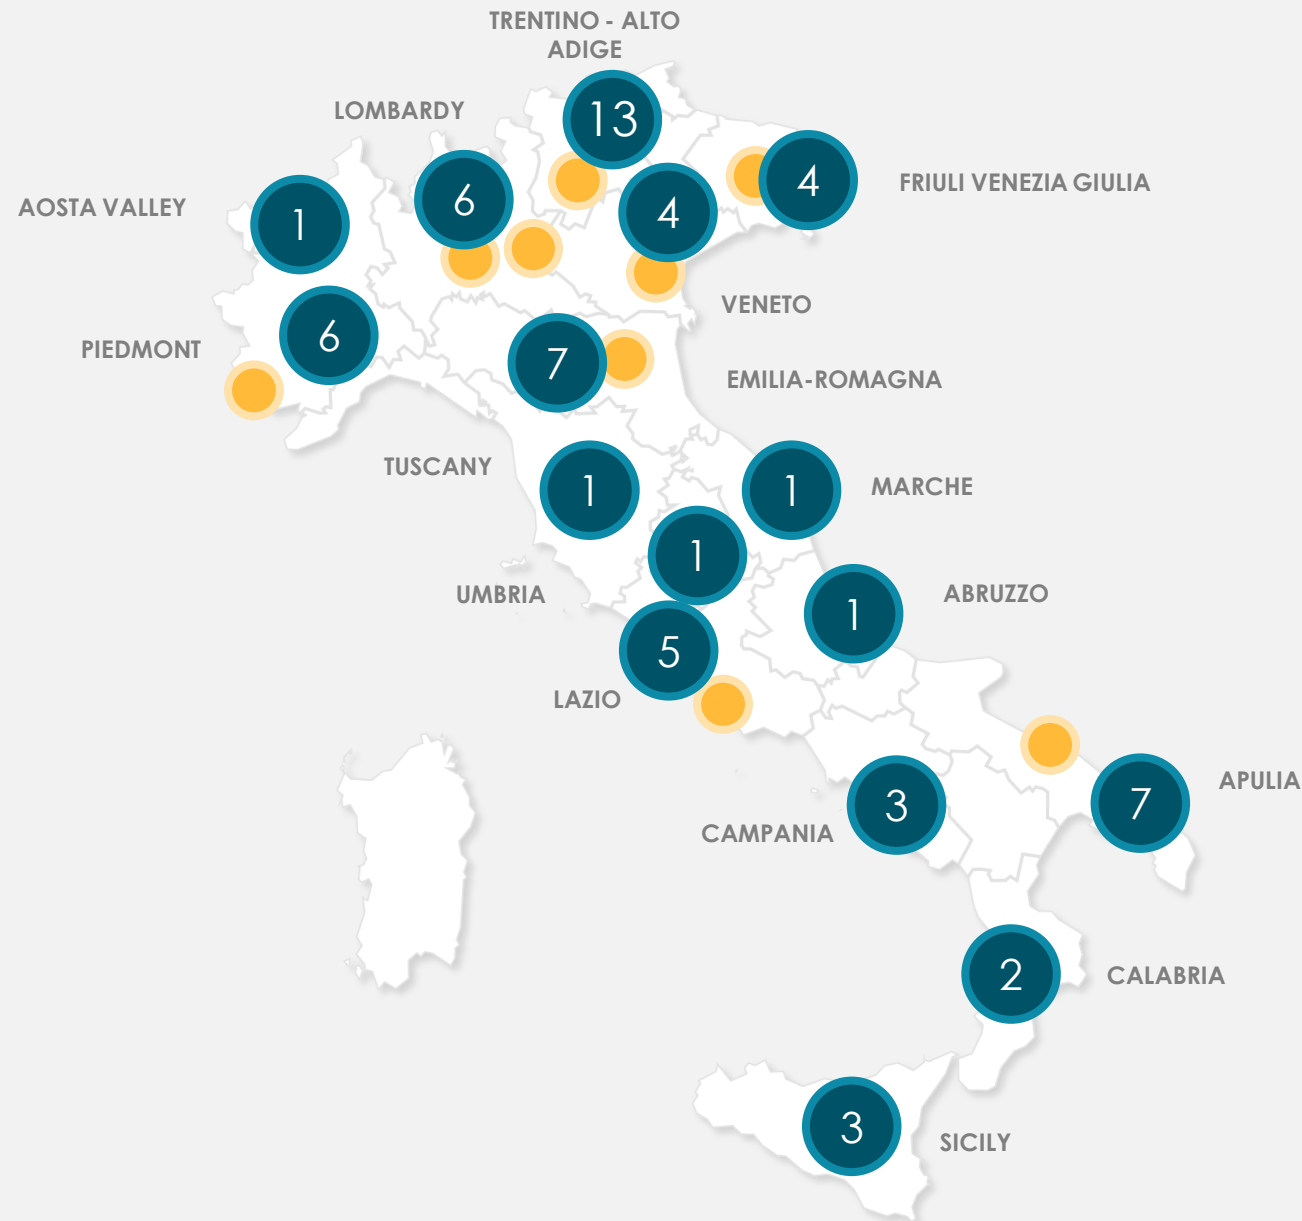 TRENTINO - ALTO
ADIGE
13
LOMBARDY
6
4
4
FRIULI VENEZIA GIULIA
AOSTA VALLEY
1
VENETO
PIEDMONT
6
7
EMILIA-ROMAGNA
TUSCANY
1
1
MARCHE
1
UMBRIA
1
ABRUZZO
5
LAZIO
APULIA
7
3
CAMPANIA
2
CALABRIA
3
SICILY